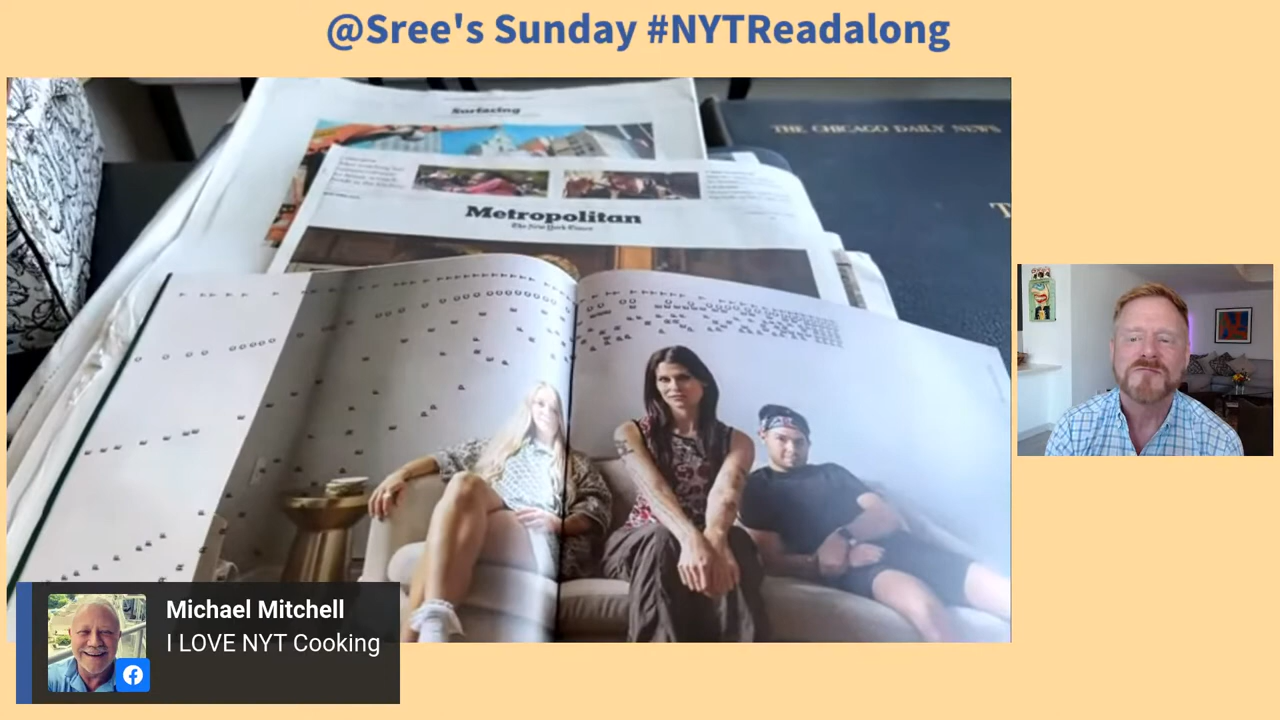 @Sree's Sunday #NYTReadalong
Surfacing
THE CHICAGO DAILY NEWS
Metropolitan
The New York Times
Michael Mitchell
I LOVE NYT Cooking